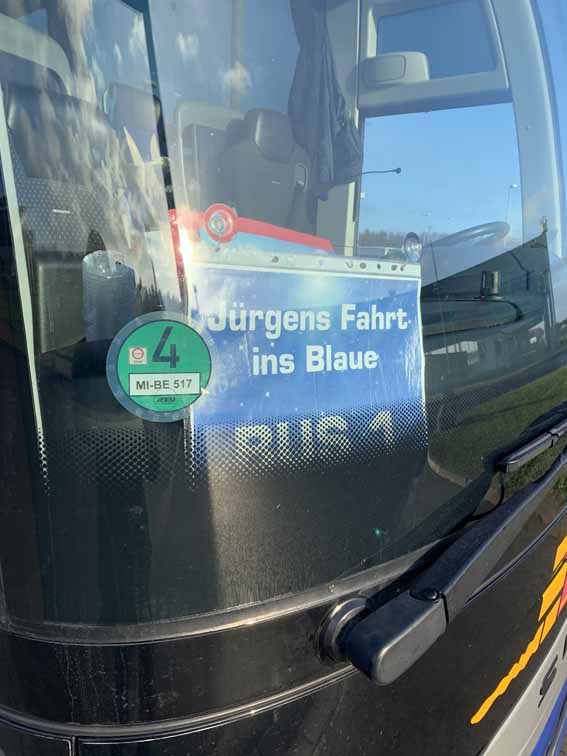 Jürgens Fahrt
ins Blaue
BUS 1
4
MI-BE 517